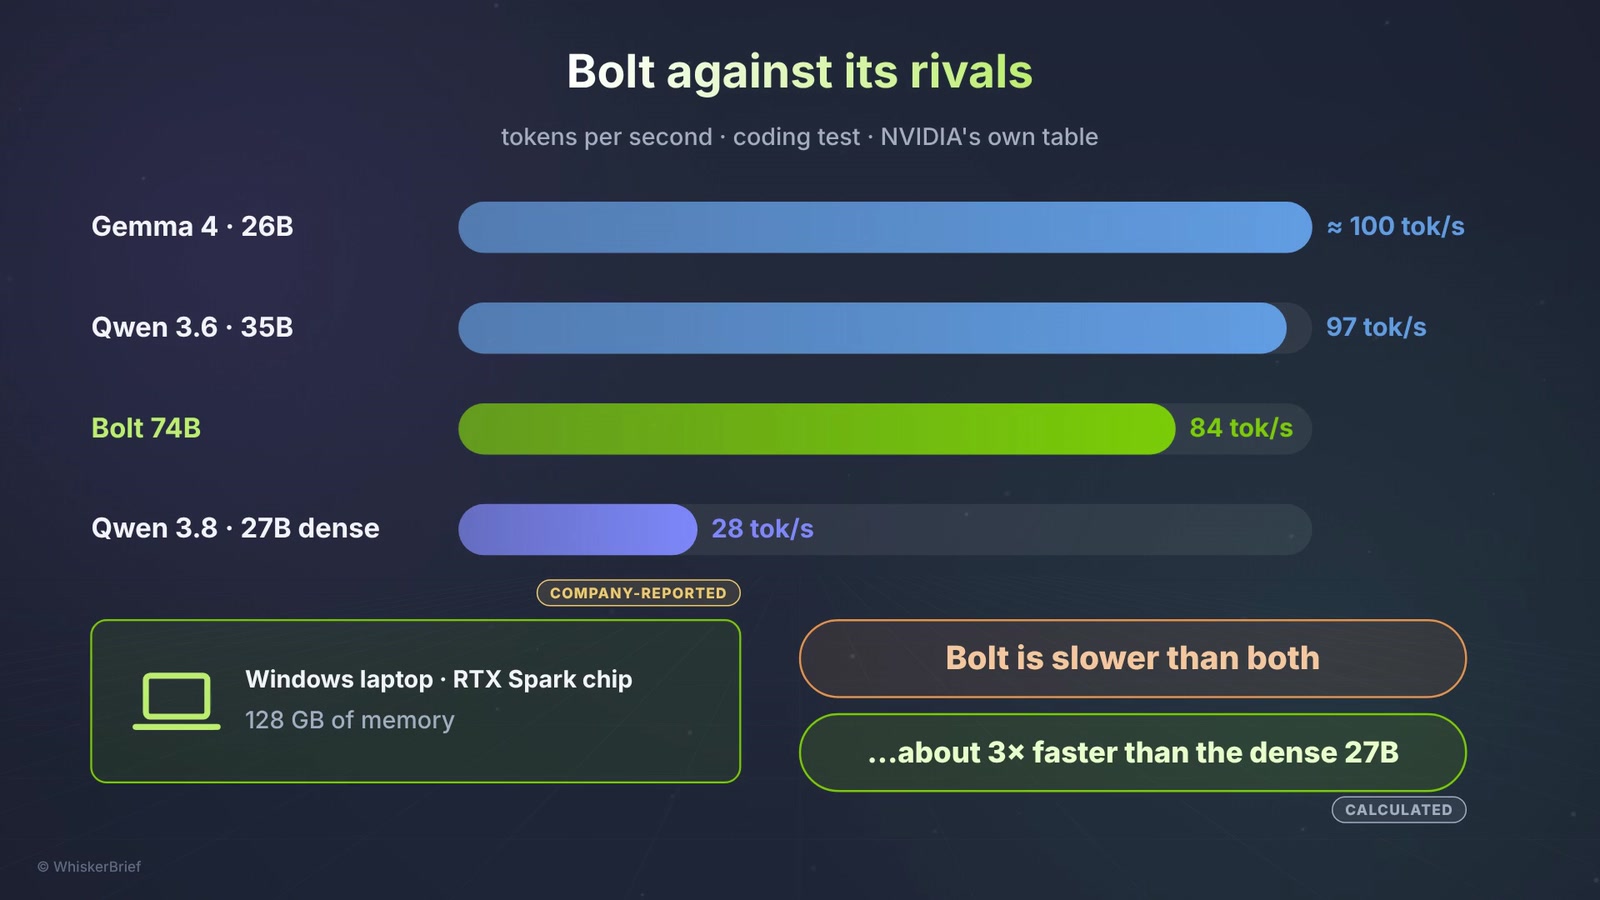 Bolt against its rivals
tokens per second · coding test · NVIDIA's own table
Gemma 4 · 26B
≈ 100 tok/s
Qwen 3.6 · 35B
97 tok/s
Bolt 74B
84 tok/s
Qwen 3.8 · 27B dense
28 tok/s
COMPANY-REPORTED
Windows laptop · RTX Spark chip
128 GB of memory
Bolt is slower than both
...about 3× faster than the dense 27B
CALCULATED
© WhiskerBrief